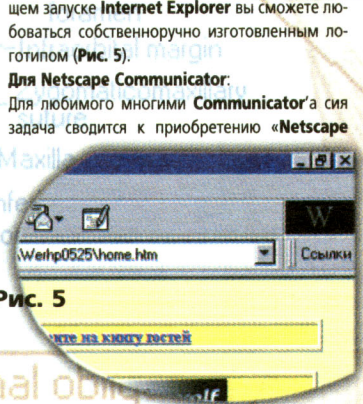 щем запуске Internet Explorer вы сможете лю-
боваться собственноручно изготовленным ло-
готипом (Рис. 5).
Для Netscape Communicator:
Для любимого многими Communicator'а сия
задача сводится к приобретению «Netscape
W
\Werhp0525\home.htm
Ссылки
Рис. 5
на книгу гостей